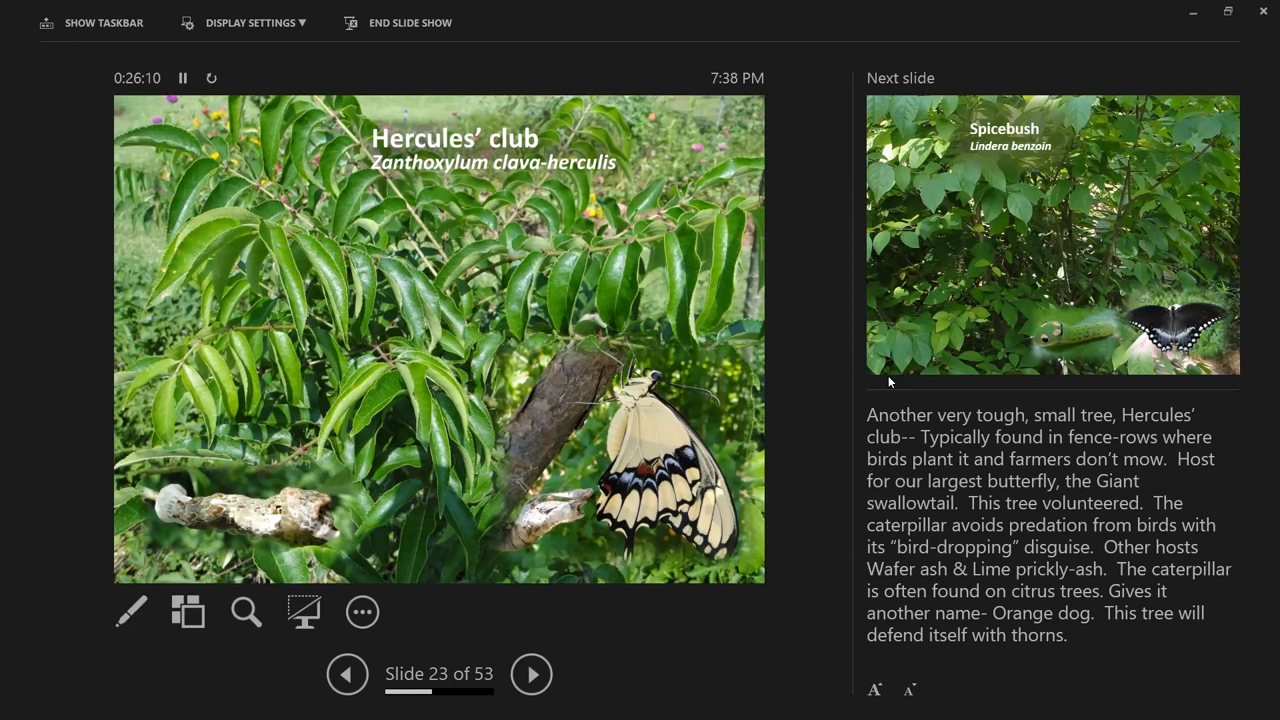 SHOW TASKBAR
DISPLAY SETTINGS ▼
END SLIDE SHOW
0:26:10
7:38 PM
Hercules’ club
Zanthoxylum clava-herculis
Slide 23 of 53
Next slide
Spicebush
Lindera benzoin
Another very tough, small tree, Hercules’
club-- Typically found in fence-rows where
birds plant it and farmers don’t mow.  Host
for our largest butterfly, the Giant
swallowtail.  This tree volunteered.  The
caterpillar avoids predation from birds with
its “bird-dropping” disguise.  Other hosts
Wafer ash & Lime prickly-ash.  The caterpillar
is often found on citrus trees. Gives it
another name- Orange dog.  This tree will
defend itself with thorns.
A A